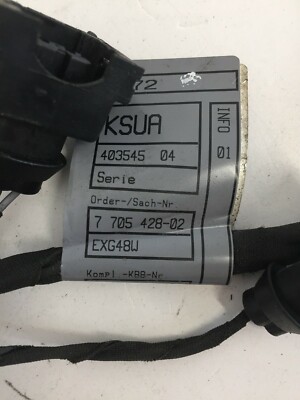 72
KSUA
INFO
403545 04
01
Serie
Order-/Sach-Nr
7 705 428-02
EXG48W
Kompl.-KBB-Nr